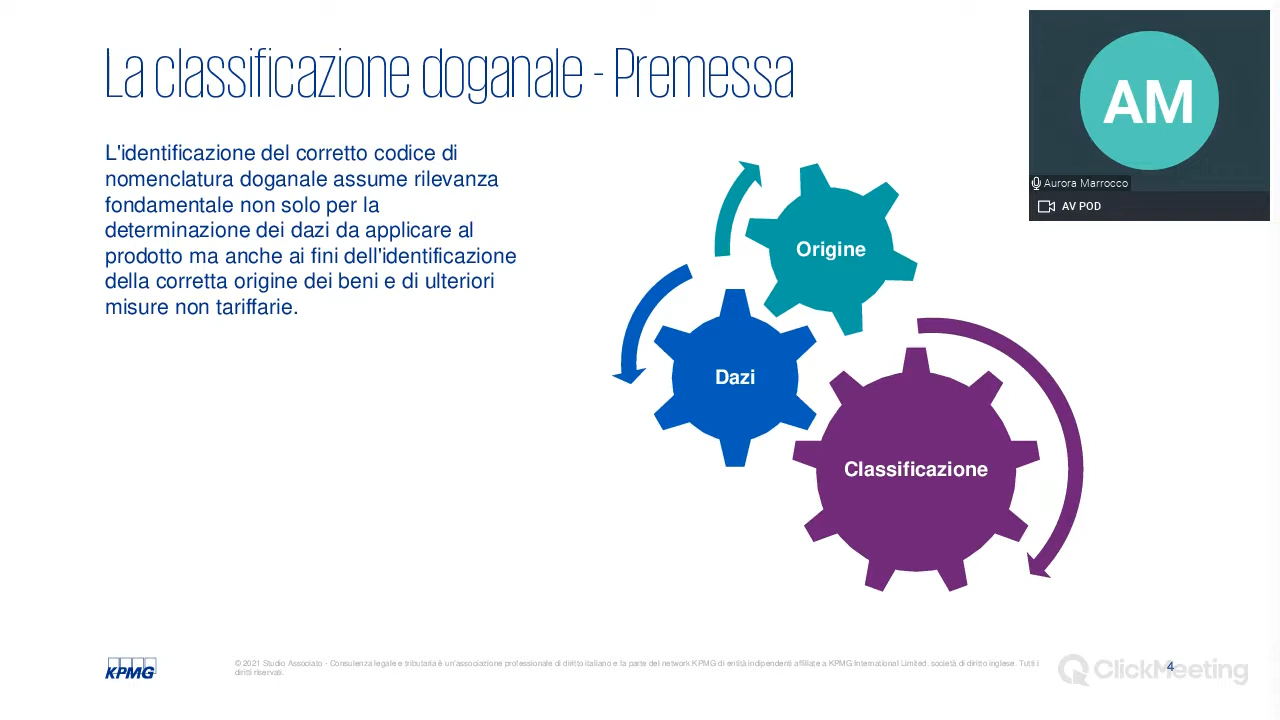 La classificazione doganale - Premessa
L'identificazione del corretto codice di
nomenclatura doganale assume rilevanza
fondamentale non solo per la
determinazione dei dazi da applicare al
prodotto ma anche ai fini dell'identificazione
della corretta origine dei beni e di ulteriori
misure non tariffarie.
Origine
Dazi
Classificazione
AM
Aurora Marrocco
AV POD
KPMG
© 2021 Studio Associato - Consulenza legale e tributaria è un'associazione professionale di diritto italiano e fa parte del network KPMG di entità indipendenti affiliate a KPMG International Limited, società di diritto inglese. Tutti i
diritti riservati.
4
ClickMeeting